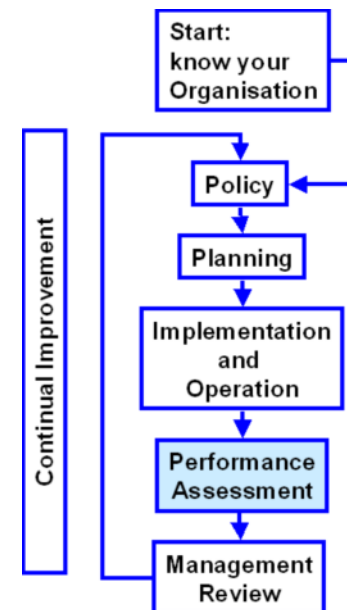 Start:
know your
Organisation
Continual Improvement
Policy
Planning
Implementation
and
Operation
Performance
Assessment
Management
Review